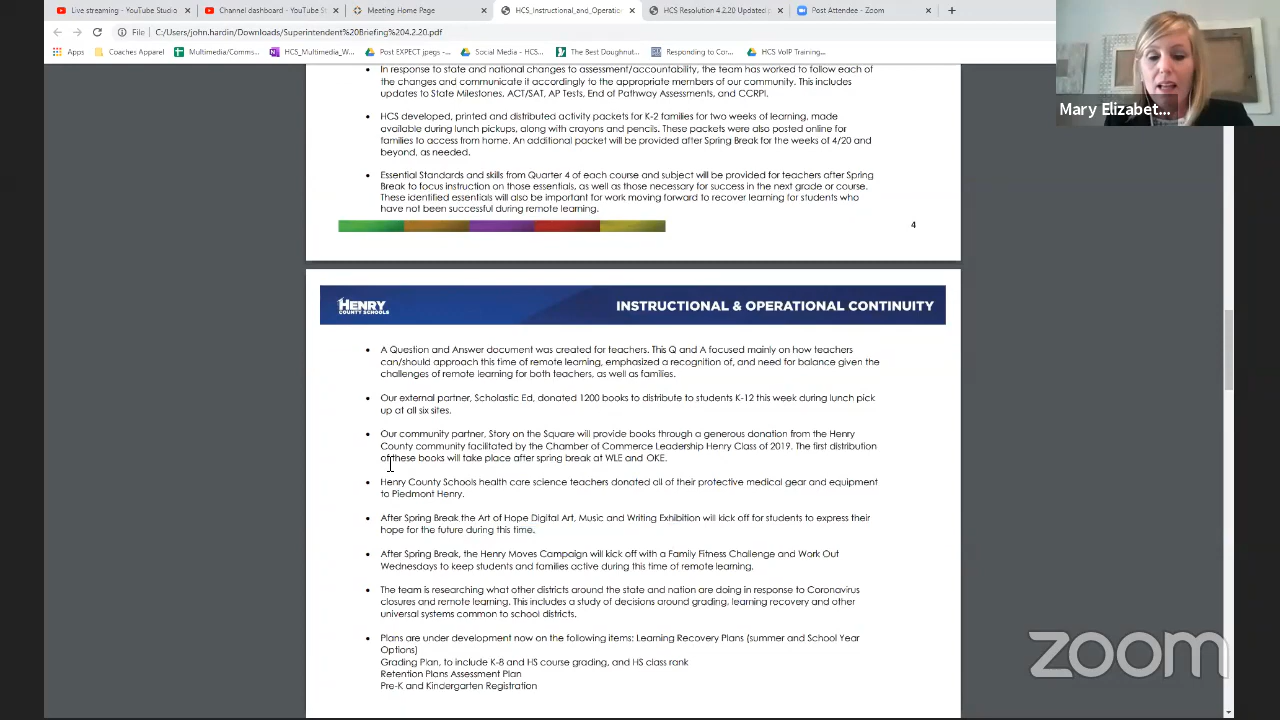 Live streaming - YouTube Studio
Channel dashboard - YouTube Stu
Meeting Home Page
HCS_Instructional_and_Operatio
HCS Resolution 4.2.20 Updated
Post Attendee - Zoom
File | C:/Users/john.hardin/Downloads/Superintendent%20Briefing%204.2.20.pdf
Apps
Coaches Apparel
Multimedia/Comms...
HCS_Multimedia_W...
Post EXPECT jpegs -...
Social Media - HCS...
The Best Doughnut...
Responding to Cor...
HCS VoIP Training...
Mary Elizabet...
In response to state and national changes to assessment/accountability, the team has worked to follow each of
the changes and communicate it accordingly to the appropriate members of our community. This includes
updates to State Milestones, ACT/SAT, AP Tests, End of Pathway Assessments, and CCRPI.
HCS developed, printed and distributed activity packets for K-2 families for two weeks of learning, made
available during lunch pickups, along with crayons and pencils. These packets were also posted online for
families to access from home. An additional packet will be provided after Spring Break for the weeks of 4/20 and
beyond, as needed.
Essential Standards and skills from Quarter 4 of each course and subject will be provided for teachers after Spring
Break to focus instruction on those essentials, as well as those necessary for success in the next grade or course.
These identified essentials will also be important for work moving forward to recover learning for students who
have not been successful during remote learning.
4
HENRY
COUNTY SCHOOLS
INSTRUCTIONAL & OPERATIONAL CONTINUITY
A Question and Answer document was created for teachers. This Q and A focused mainly on how teachers
can/should approach this time of remote learning, emphasized a recognition of, and need for balance given the
challenges of remote learning for both teachers, as well as families.
Our external partner, Scholastic Ed, donated 1200 books to distribute to students K-12 this week during lunch pick
up at all six sites.
Our community partner, Story on the Square will provide books through a generous donation from the Henry
County community facilitated by the Chamber of Commerce Leadership Henry Class of 2019. The first distribution
of these books will take place after spring break at WLE and OKE.
Henry County Schools health care science teachers donated all of their protective medical gear and equipment
to Piedmont Henry.
After Spring Break the Art of Hope Digital Art, Music and Writing Exhibition will kick off for students to express their
hope for the future during this time.
After Spring Break, the Henry Moves Campaign will kick off with a Family Fitness Challenge and Work Out
Wednesdays to keep students and families active during this time of remote learning.
The team is researching what other districts around the state and nation are doing in response to Coronavirus
closures and remote learning. This includes a study of decisions around grading, learning recovery and other
universal systems common to school districts.
Plans are under development now on the following items: Learning Recovery Plans (summer and School Year
Options)
Grading Plan, to include K-8 and HS course grading, and HS class rank
Retention Plans Assessment Plan
Pre-K and Kindergarten Registration
zoom